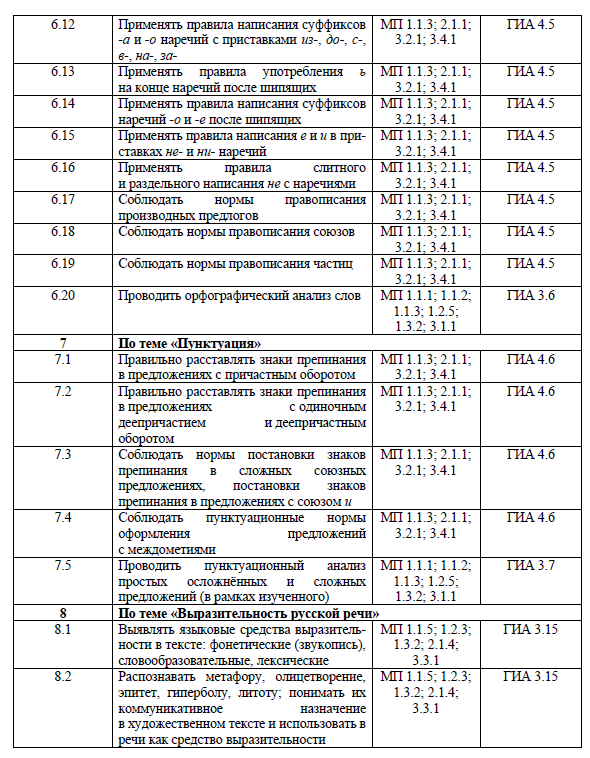 6.12 Применять правила написания суффиксов МП 1.1.3; 2.1.1; ГИА 4.5
-а и -о наречий с приставками из-, до-, с-, 3.2.1; 3.4.1
в-, на-, за-
6.13 Применять правила употребления ь МП 1.1.3; 2.1.1; ГИА 4.5
на конце наречий после шипящих 3.2.1; 3.4.1
6.14 Применять правила написания суффиксов МП 1.1.3; 2.1.1; ГИА 4.5
наречий -о и -е после шипящих 3.2.1; 3.4.1
6.15 Применять правила написания е и и в при- МП 1.1.3; 2.1.1; ГИА 4.5
ставках не- и ни- наречий 3.2.1; 3.4.1
6.16 Применять правила слитного МП 1.1.3; 2.1.1; ГИА 4.5
и раздельного написания не с наречиями 3.2.1; 3.4.1
6.17 Соблюдать нормы правописания МП 1.1.3; 2.1.1; ГИА 4.5
производных предлогов 3.2.1; 3.4.1
6.18 Соблюдать нормы правописания союзов МП 1.1.3; 2.1.1; ГИА 4.5
3.2.1; 3.4.1
6.19 Соблюдать нормы правописания частиц МП 1.1.3; 2.1.1; ГИА 4.5
3.2.1; 3.4.1
6.20 Проводить орфографический анализ слов МП 1.1.1; 1.1.2; ГИА 3.6
1.1.3; 1.2.5;
1.3.2; 3.1.1
7 По теме «Пунктуация»
7.1 Правильно расставлять знаки препинания МП 1.1.3; 2.1.1; ГИА 4.6
в предложениях с причастным оборотом 3.2.1; 3.4.1
7.2 Правильно расставлять знаки препинания МП 1.1.3; 2.1.1; ГИА 4.6
в предложениях с одиночным 3.2.1; 3.4.1
деепричастием и деепричастным
оборотом
7.3 Соблюдать нормы постановки знаков МП 1.1.3; 2.1.1; ГИА 4.6
препинания в сложных союзных 3.2.1; 3.4.1
предложениях, постановки знаков
препинания в предложениях с союзом и
7.4 Соблюдать пунктуационные нормы МП 1.1.3; 2.1.1; ГИА 4.6
оформления предложений 3.2.1; 3.4.1
с междометиями
7.5 Проводить пунктуационный анализ МП 1.1.1; 1.1.2; ГИА 3.7
простых осложнённых и сложных 1.1.3; 1.2.5;
предложений (в рамках изученного) 1.3.2; 3.1.1
8 По теме «Выразительность русской речи»
8.1 Выявлять языковые средства выразитель- МП 1.1.5; 1.2.3; ГИА 3.15
ности в тексте: фонетические (звукопись), 1.3.2; 2.1.4;
словообразовательные, лексические 3.3.1
8.2 Распознавать метафору, олицетворение, МП 1.1.5; 1.2.3; ГИА 3.15
эпитет, гиперболу, литоту; понимать их 1.3.2; 2.1.4;
коммуникативное назначение 3.3.1
в художественном тексте и использовать в
речи как средство выразительности